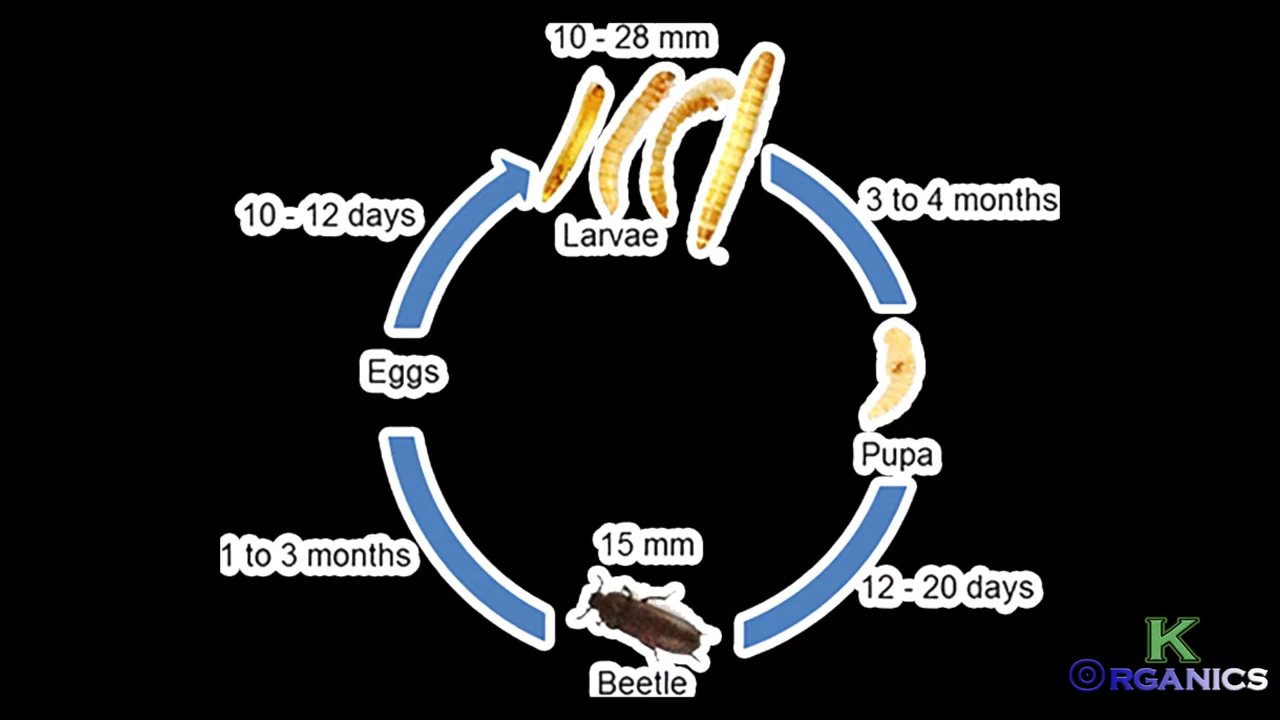 10 - 28 mm
10 - 12 days
3 to 4 months
Larvae
Eggs
Pupa
15 mm
1 to 3 months
12 - 20 days
Beetle
K
ORGANICS